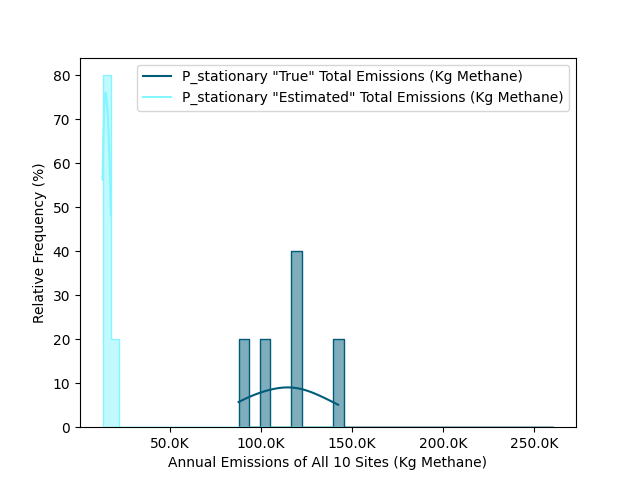 P_stationary "True" Total Emissions (Kg Methane)
P_stationary "Estimated" Total Emissions (Kg Methane)
Relative Frequency (%)
80
70
60
50
40
30
20
10
0
50.0K 100.0K 150.0K 200.0K 250.0K
Annual Emissions of All 10 Sites (Kg Methane)